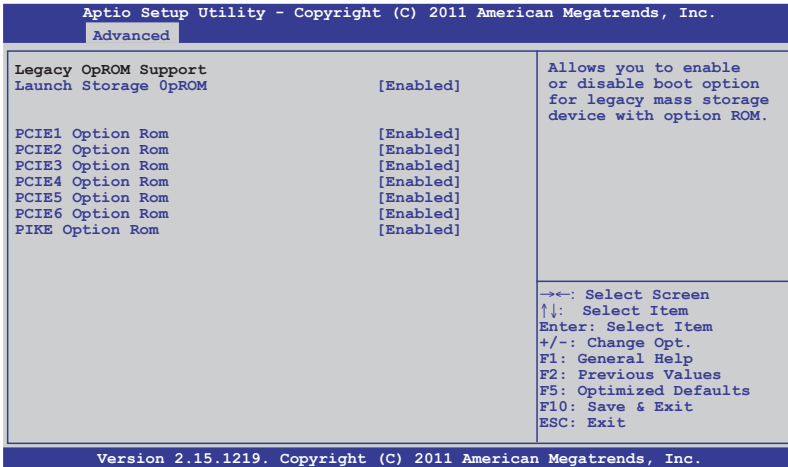 Aptio Setup Utility - Copyright (C) 2011 American Megatrends, Inc.
Advanced
Legacy OpROM Support
Launch Storage 0pROM [Enabled]
PCIE1 Option Rom [Enabled]
PCIE2 Option Rom [Enabled]
PCIE3 Option Rom [Enabled]
PCIE4 Option Rom [Enabled]
PCIE5 Option Rom [Enabled]
PCIE6 Option Rom [Enabled]
PIKE Option Rom [Enabled]
Allows you to enable
or disable boot option
for legacy mass storage
device with option ROM.
→←: Select Screen
↑↓: Select Item
Enter: Select Item
+/-: Change Opt.
F1: General Help
F2: Previous Values
F5: Optimized Defaults
F10: Save & Exit
ESC: Exit
Version 2.15.1219. Copyright (C) 2011 American Megatrends, Inc.